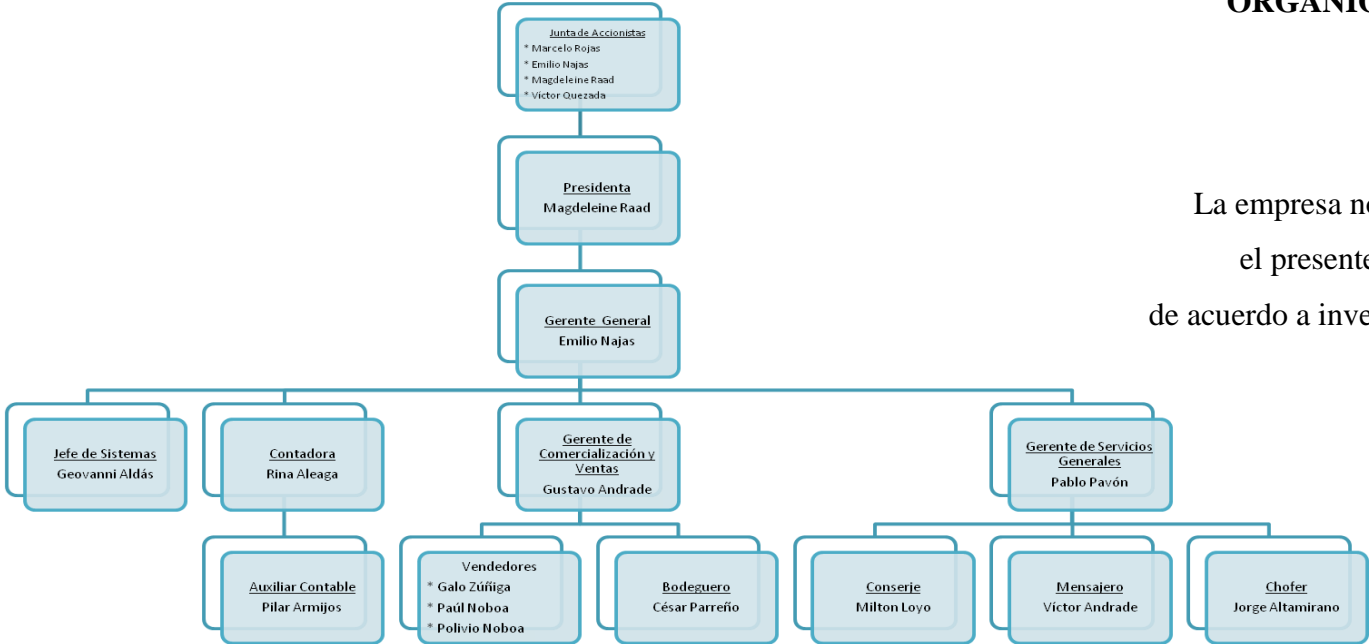 ORGANIC
Junta de Accionistas
* Marcelo Rojas
* Emilio Najas
* Magdeleine Raad
* Victor Quezada
Presidenta
Magdeleine Raad
La empresa no
el presente
de acuerdo a inve
Gerente General
Emilio Najas
Jefe de Sistemas
Geovanni Aldás
Contadora
Rina Aleaga
Gerente de
Comercialización y
Ventas
Gustavo Andrade
Gerente de Servicios
Generales
Pablo Pavón
Auxiliar Contable
Pilar Armijos
Vendedores
* Galo Zúñiga
* Paúl Noboa
* Polivio Noboa
Bodeguero
César Parreño
Conserje
Milton Loyo
Mensajero
Víctor Andrade
Chofer
Jorge Altamirano